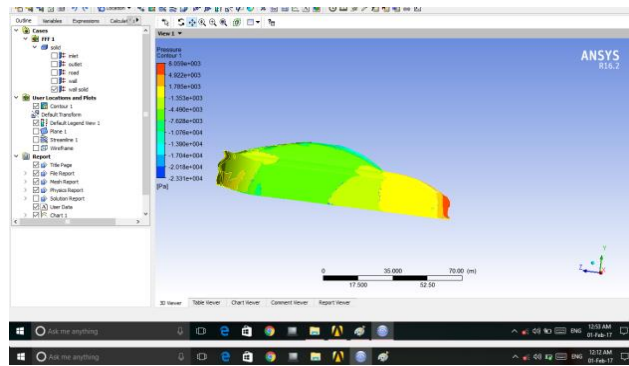 Outline Variables Expressions Calculat
Cases
FFF 1
solid
inlet
outlet
road
wall
wall solid
User Locations and Plots
Contour 1
Default Transform
Default Legend View 1
Plane 1
Streamline 1
Wireframe
Report
Title Page
File Report
Mesh Report
Physics Report
Solution Report
User Data
Chart 1
View 1
Pressure
Contour 1
8.059e+003
4.922e+003
1.785e+003
-1.353e+003
-4.490e+003
-7.628e+003
-1.076e+004
-1.390e+004
-1.704e+004
-2.018e+004
-2.331e+004
[Pa]
ANSYS
R16.2
0 35.000 70.00 (m)
17.500 52.50
Y
Z
3D Viewer Table Viewer Chart Viewer Comment Viewer Report Viewer
Ask me anything
ENG
12:53 AM
01-Feb-17
Ask me anything
ENG
12:12 AM
01-Feb-17